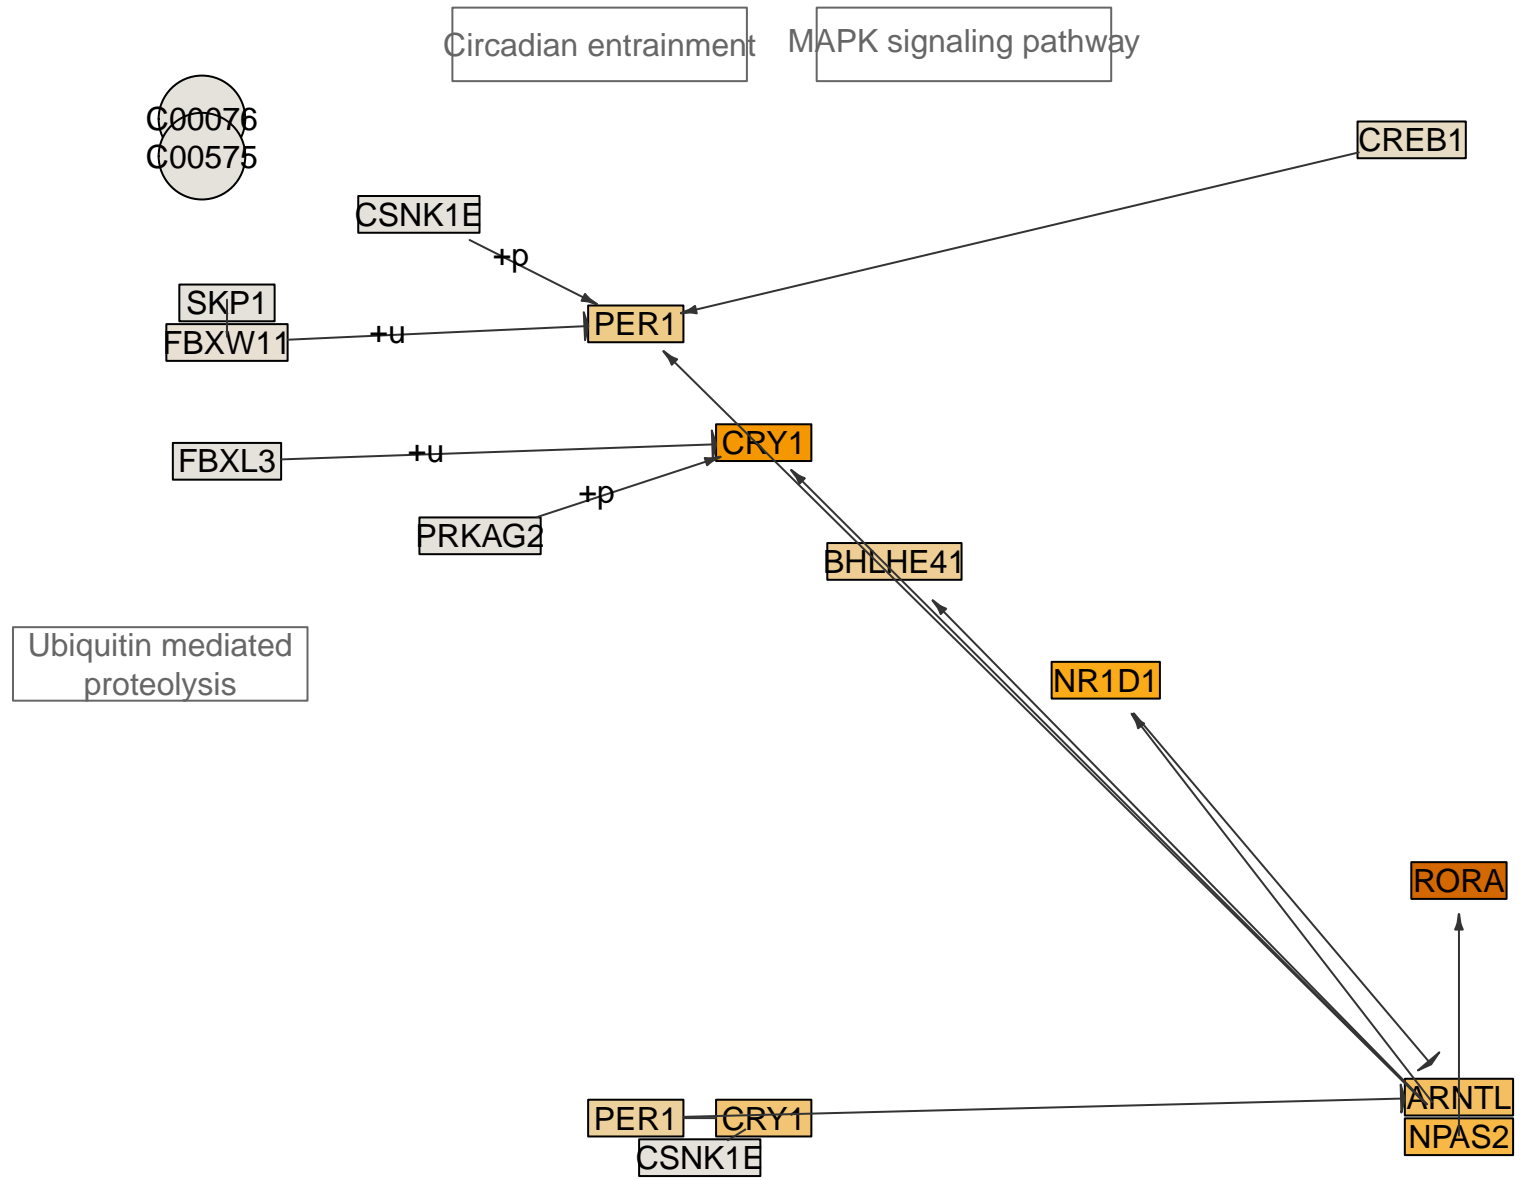 Circadian entrainment
MAPK signaling pathway
C00076
C00575
CREB1
CSNK1E
+p
SKP1
FBXW11
+u
PER1
FBXL3
+u
CRY1
+p
PRKAG2
BHLHE41
Ubiquitin mediated
proteolysis
NR1D1
RORA
ARNTL
NPAS2
PER1
CRY1
CSNK1E